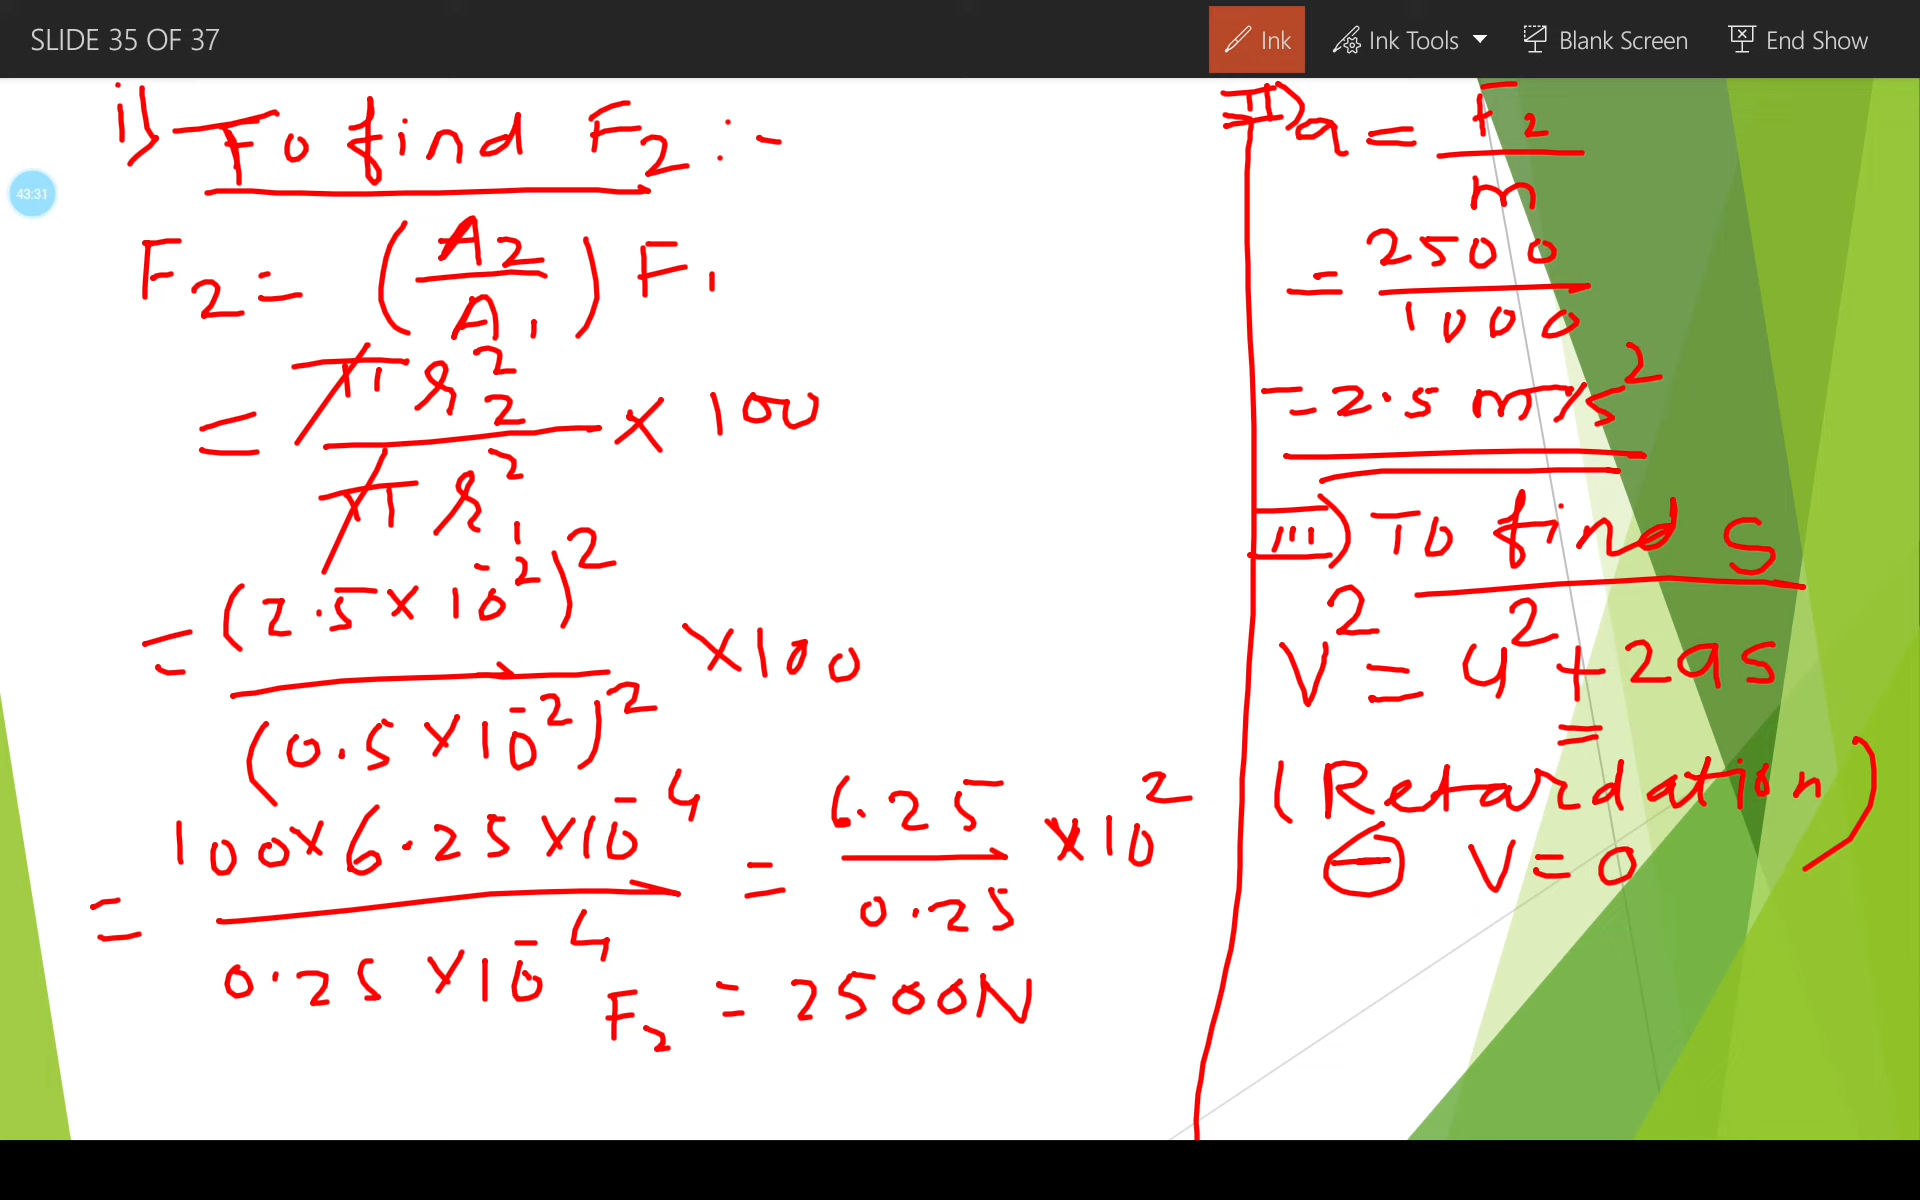 SLIDE 35 OF 37
Ink
Ink Tools
Blank Screen
End Show
43:31
i) To find F₂ :-
F₂ = (A₂/A₁) F₁
= πr₂²/πr₁² × 100
= (2.5 × 10⁻²)²/(0.5 × 10⁻²)² × 100
= 100 × 6.25 × 10⁻⁴/0.25 × 10⁻⁴ = 6.25/0.25 × 10²
F₂ = 2500N
II) a = F₂/m
= 2500/1000
= 2.5 m/s²
III) To find S
V² = u² + 2as
=
(Retardation)
⊖ V = 0